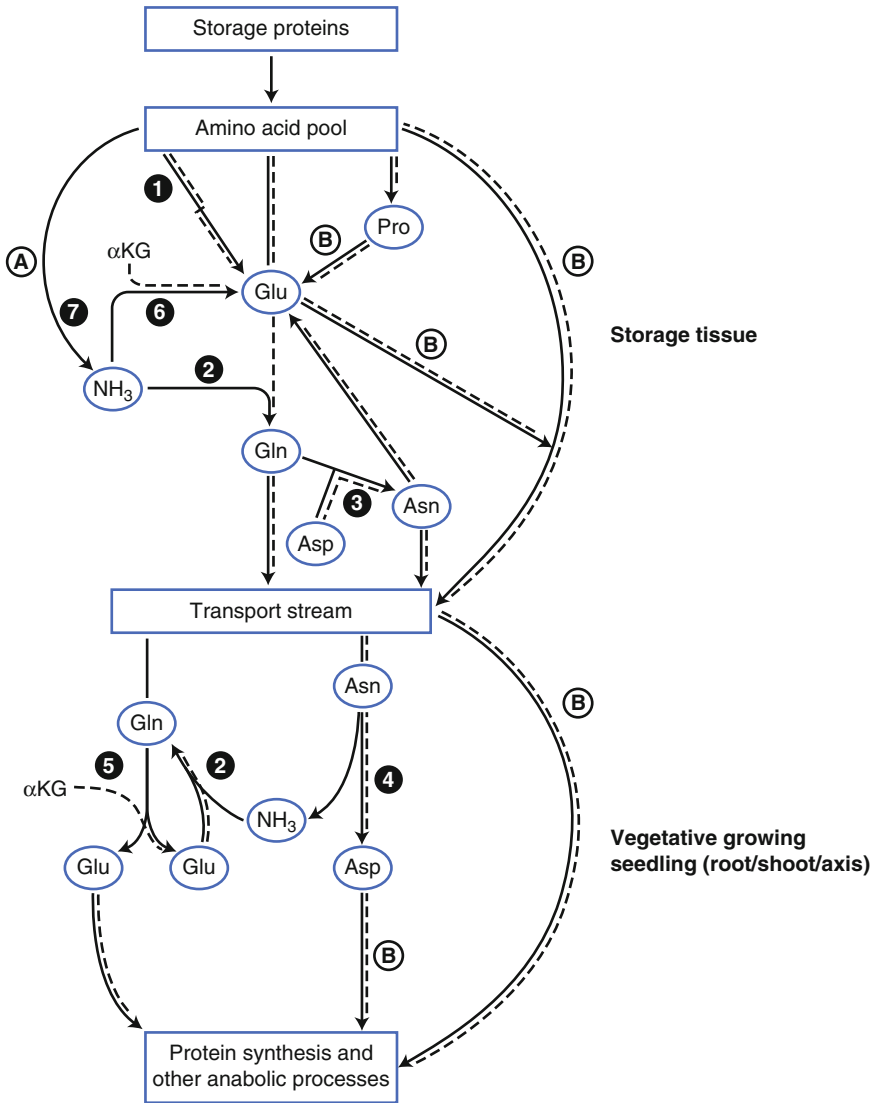 Storage proteins
Amino acid pool
1
Pro
B
A
αKG
B
Glu
7
6
B
Storage tissue
NH₃
2
Gln
3
Asn
Asp
Transport stream
Asn
B
Gln
5
2
4
αKG
NH₃
Vegetative growing
seedling (root/shoot/axis)
Glu
Glu
Asp
B
Protein synthesis and
other anabolic processes